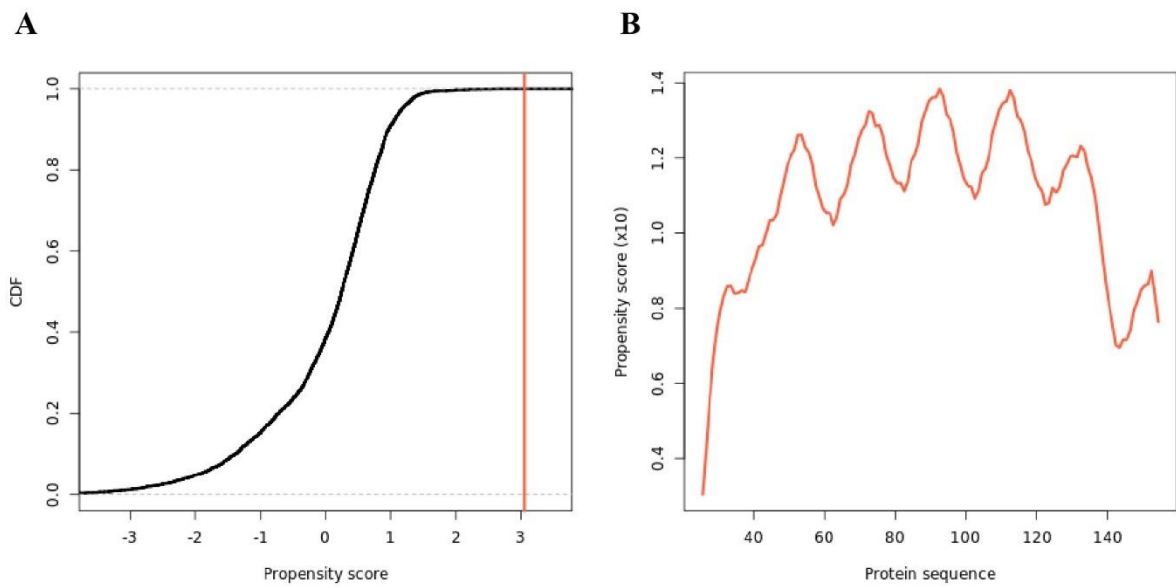 A
B
CDF
1.0
0.8
0.6
0.4
0.2
0.0
-3 -2 -1 0 1 2 3
Propensity score
Propensity score (x10)
1.4
1.2
1.0
0.8
0.6
0.4
40 60 80 100 120 140
Protein sequence